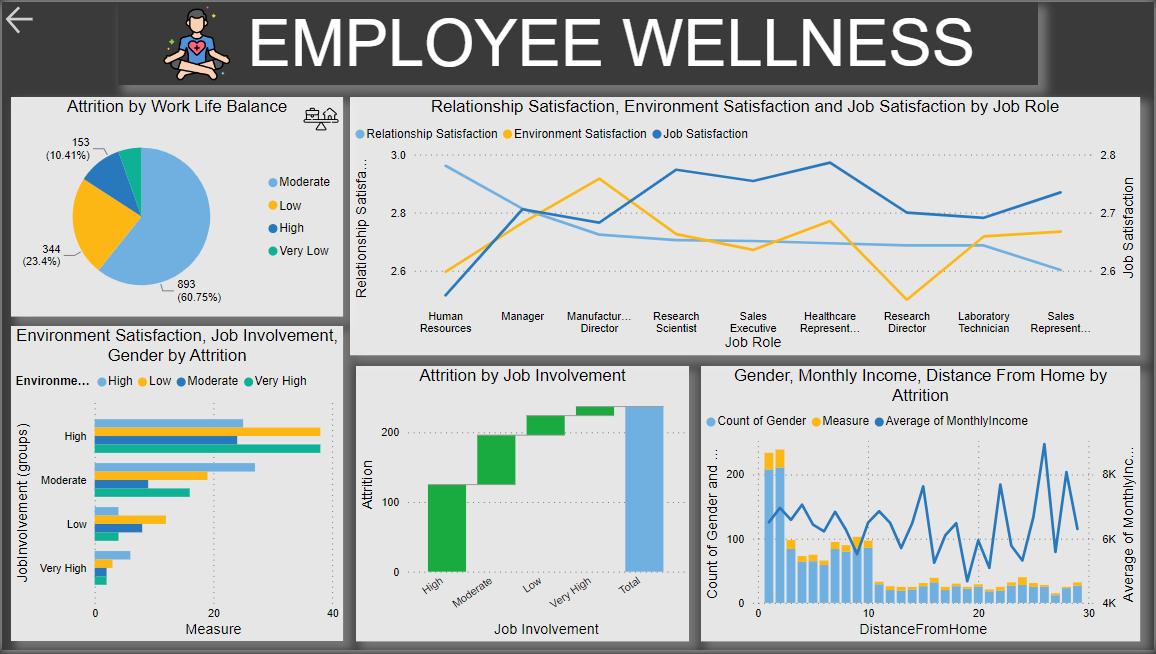 EMPLOYEE WELLNESS
Attrition by Work Life Balance
153
(10.41%)
344
(23.4%)
893
(60.75%)
Moderate
Low
High
Very Low
Relationship Satisfaction, Environment Satisfaction and Job Satisfaction by Job Role
Relationship Satisfaction Environment Satisfaction Job Satisfaction
Relationship Satisfa...
3.0
2.8
2.6
2.8
2.7
2.6
Job Satisfaction
Human
Resources
Manager
Manufactur...
Director
Research
Scientist
Sales
Executive
Healthcare
Represent...
Research
Director
Laboratory
Technician
Sales
Represent...
Job Role
Environment Satisfaction, Job Involvement,
Gender by Attrition
Environme... High Low Moderate Very High
JobInvolvement (groups)
High
Moderate
Low
Very High
0 20 40
Measure
Attrition by Job Involvement
Attrition
200
100
0
High
Moderate
Low
Very High
Total
Job Involvement
Gender, Monthly Income, Distance From Home by
Attrition
Count of Gender Measure Average of MonthlyIncome
Count of Gender and ...
200
100
0
8K
6K
4K
Average of MonthlyInc...
0 10 20 30
DistanceFromHome